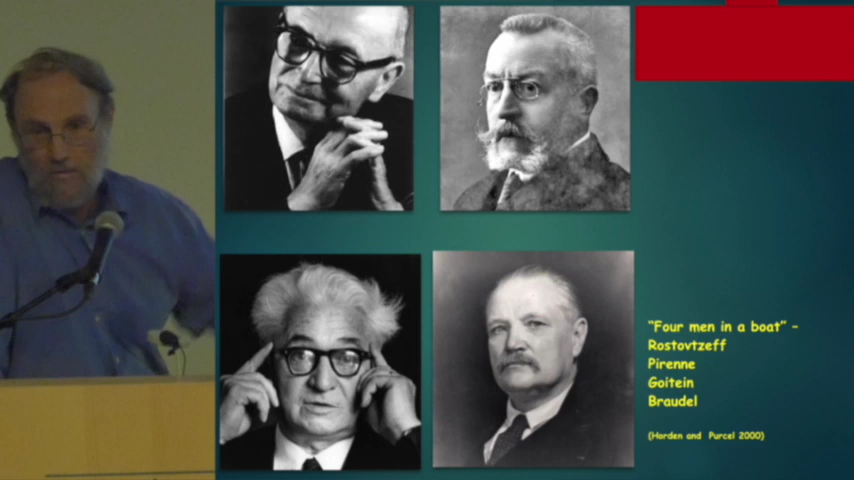 “Four men in a boat” –
Rostovtzeff
Pirenne
Goitein
Braudel
(Horden and Purcel 2000)